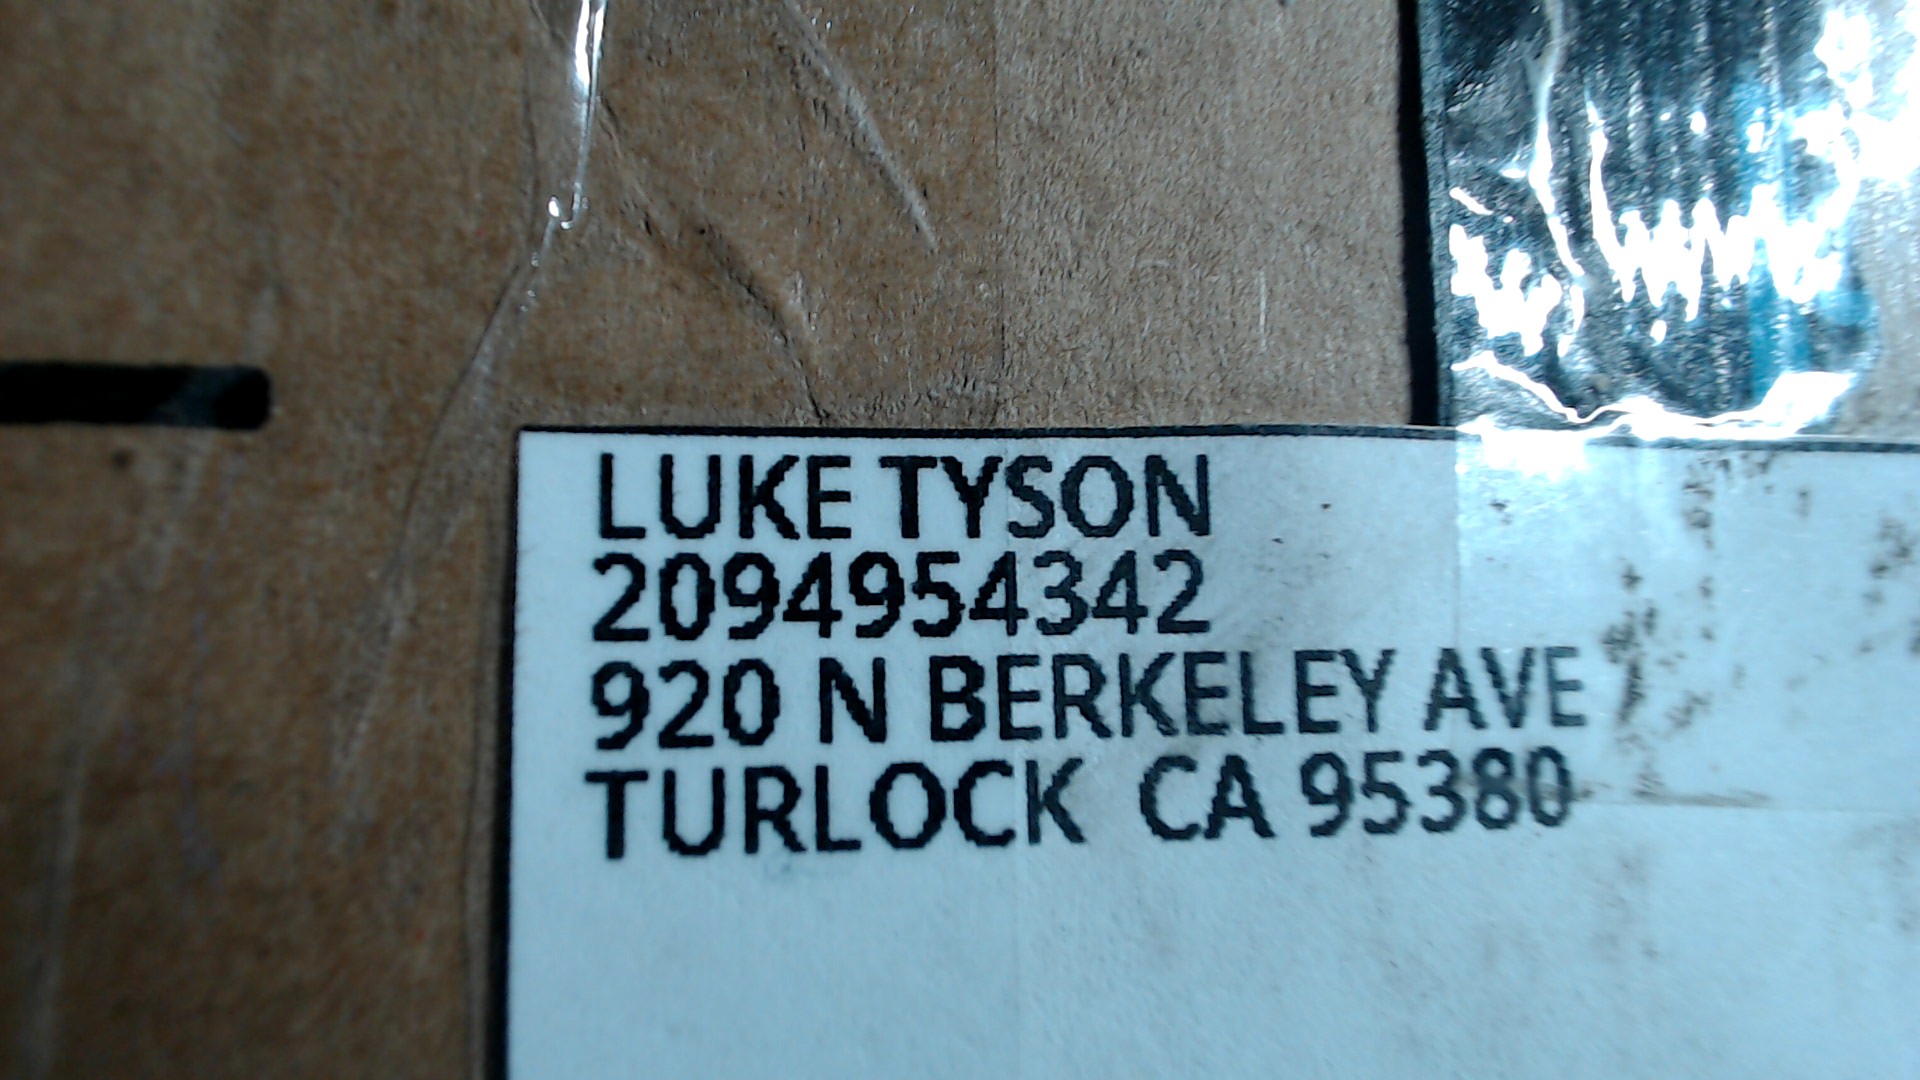 LUKE TYSON
2094954342
920 N BERKELEY AVE
TURLOCK CA 95380